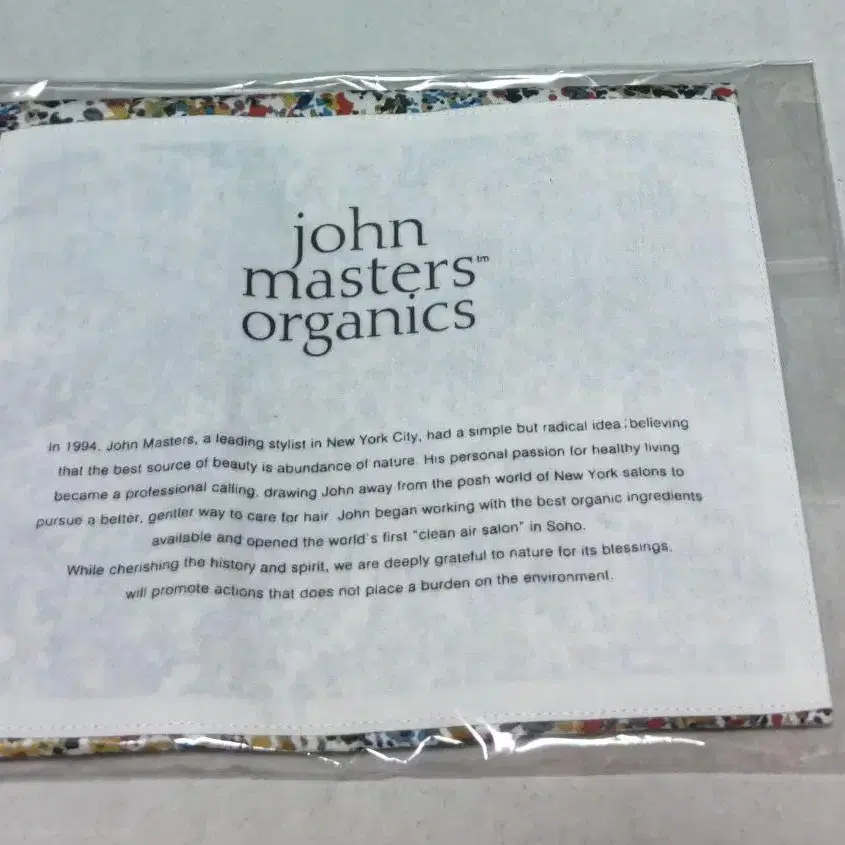 john
masters™
organics
In 1994, John Masters, a leading stylist in New York City, had a simple but radical idea ; believing
that the best source of beauty is abundance of nature. His personal passion for healthy living
became a professional calling, drawing John away from the posh world of New York salons to
pursue a better, gentler way to care for hair. John began working with the best organic ingredients
available and opened the world's first "clean air salon" in Soho.
While cherishing the history and spirit, we are deeply grateful to nature for its blessings.
will promote actions that does not place a burden on the environment.